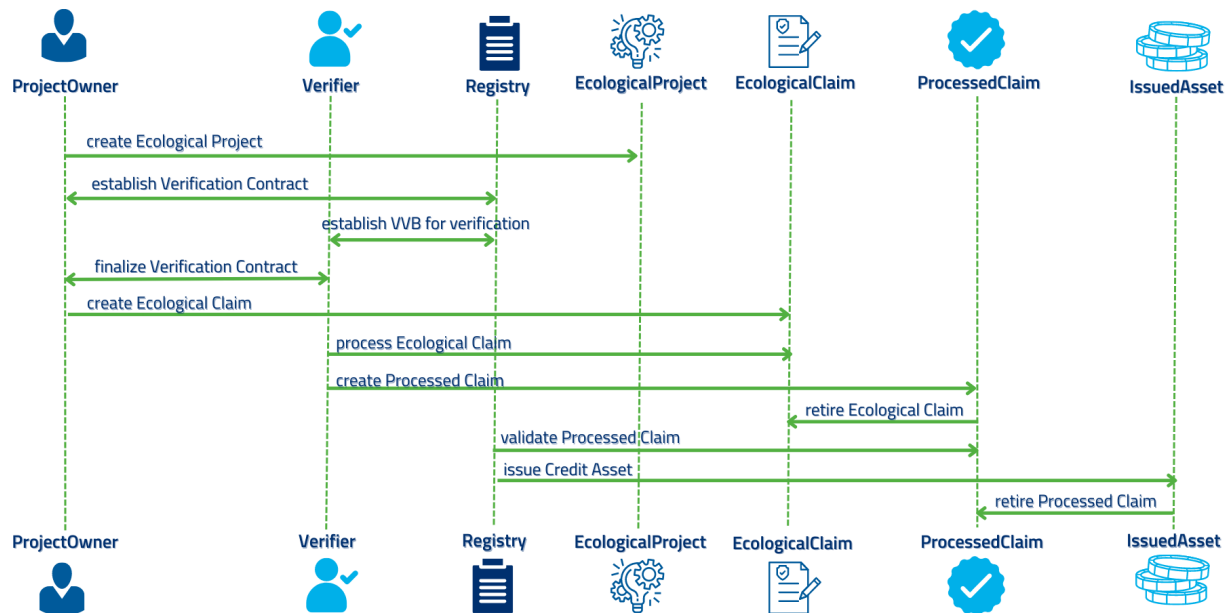 ProjectOwner
Verifier
Registry
EcologicalProject
EcologicalClaim
ProcessedClaim
IssuedAsset
create Ecological Project
establish Verification Contract
establish VVB for verification
finalize Verification Contract
create Ecological Claim
process Ecological Claim
create Processed Claim
retire Ecological Claim
validate Processed Claim
issue Credit Asset
retire Processed Claim
ProjectOwner
Verifier
Registry
EcologicalProject
EcologicalClaim
ProcessedClaim
IssuedAsset